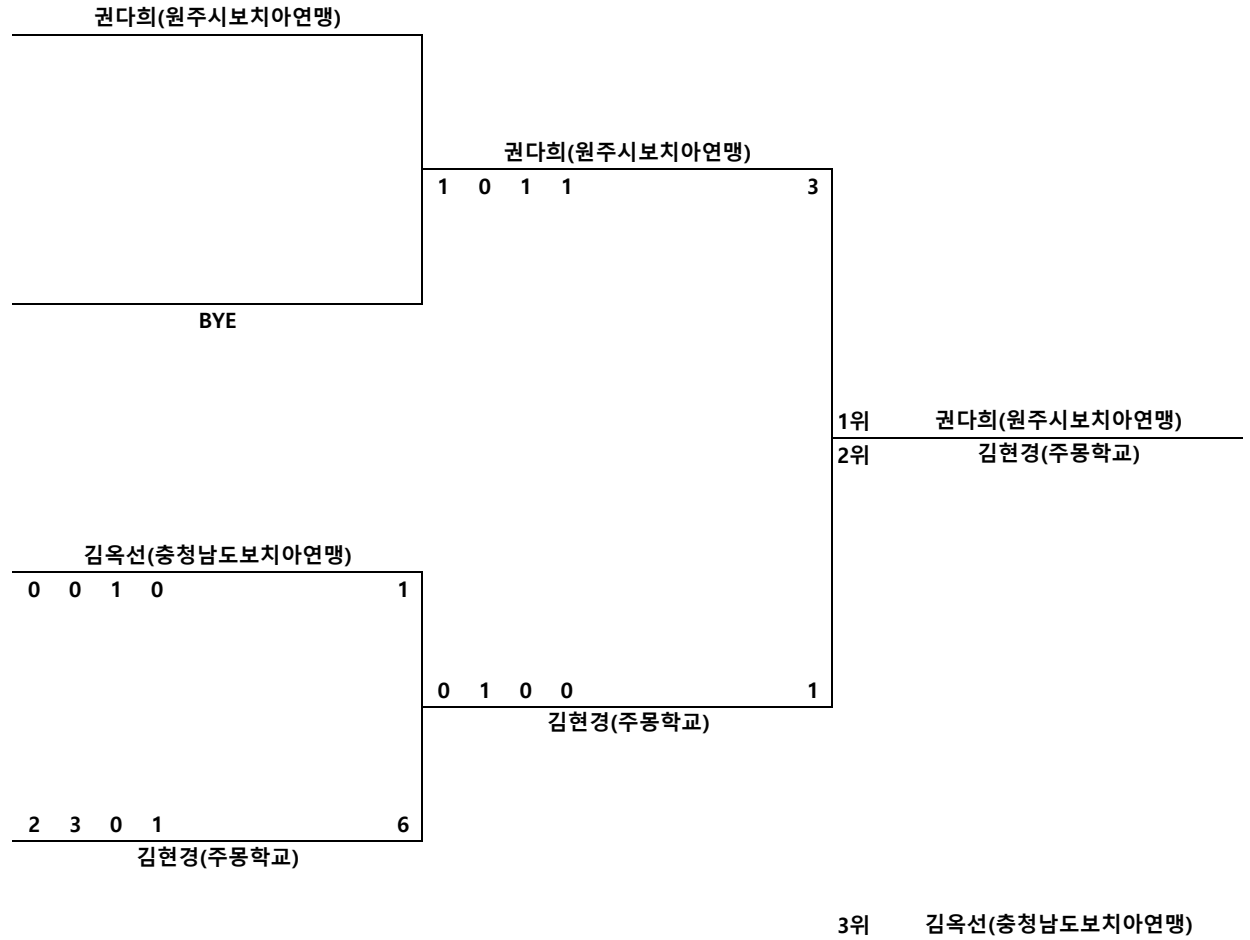 권다희(원주시보치아연맹)
권다희(원주시보치아연맹)
1 0 1 1 3
BYE
1위 권다희(원주시보치아연맹)
2위 김현경(주몽학교)
김옥선(충청남도보치아연맹)
0 0 1 0 1
0 1 0 0 1
김현경(주몽학교)
2 3 0 1 6
김현경(주몽학교)
3위 김옥선(충청남도보치아연맹)